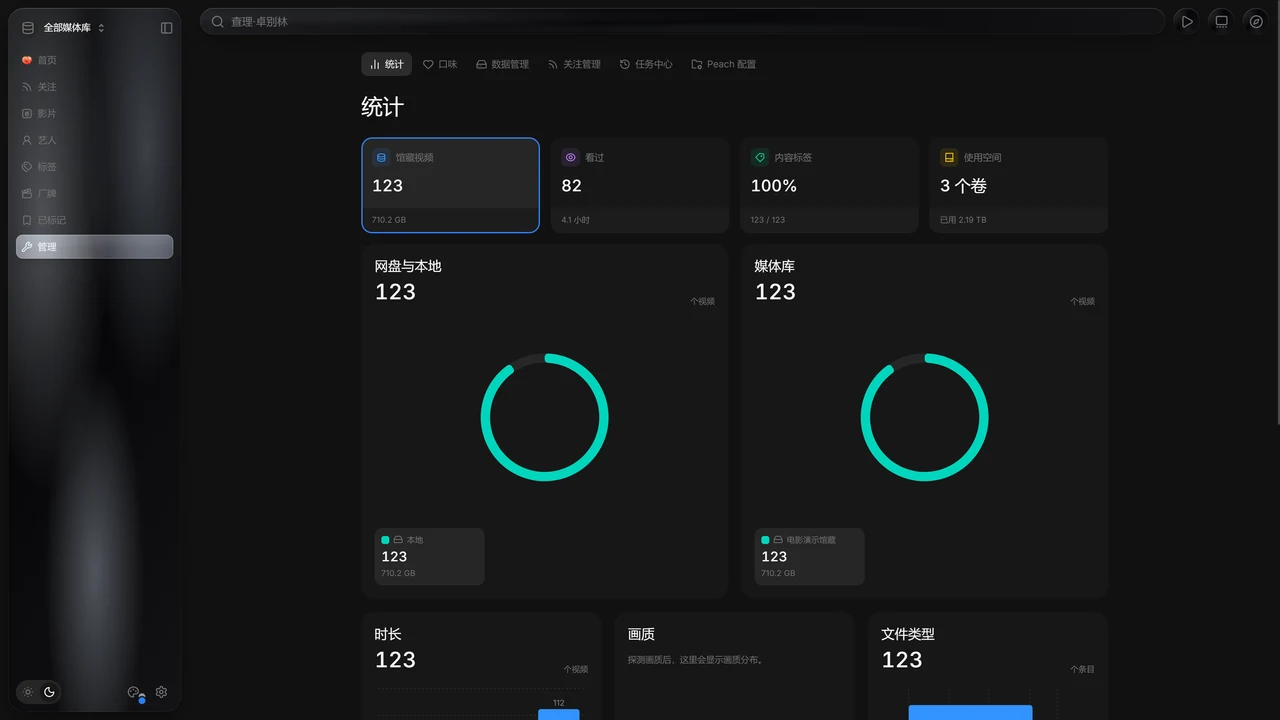 全部媒体库
首页
关注
影片
艺人
标签
厂牌
已标记
管理
查理·卓别林
统计
口味
数据管理
关注管理
任务中心
Peach 配置
统计
馆藏视频
123
710.2 GB
看过
82
4.1 小时
内容标签
100%
123 / 123
使用空间
3 个卷
已用 2.19 TB
网盘与本地
123
个视频
本地
123
710.2 GB
媒体库
123
个视频
电影演示馆藏
123
710.2 GB
时长
123
个视频
112
画质
探测画质后，这里会显示画质分布。
文件类型
123
个条目